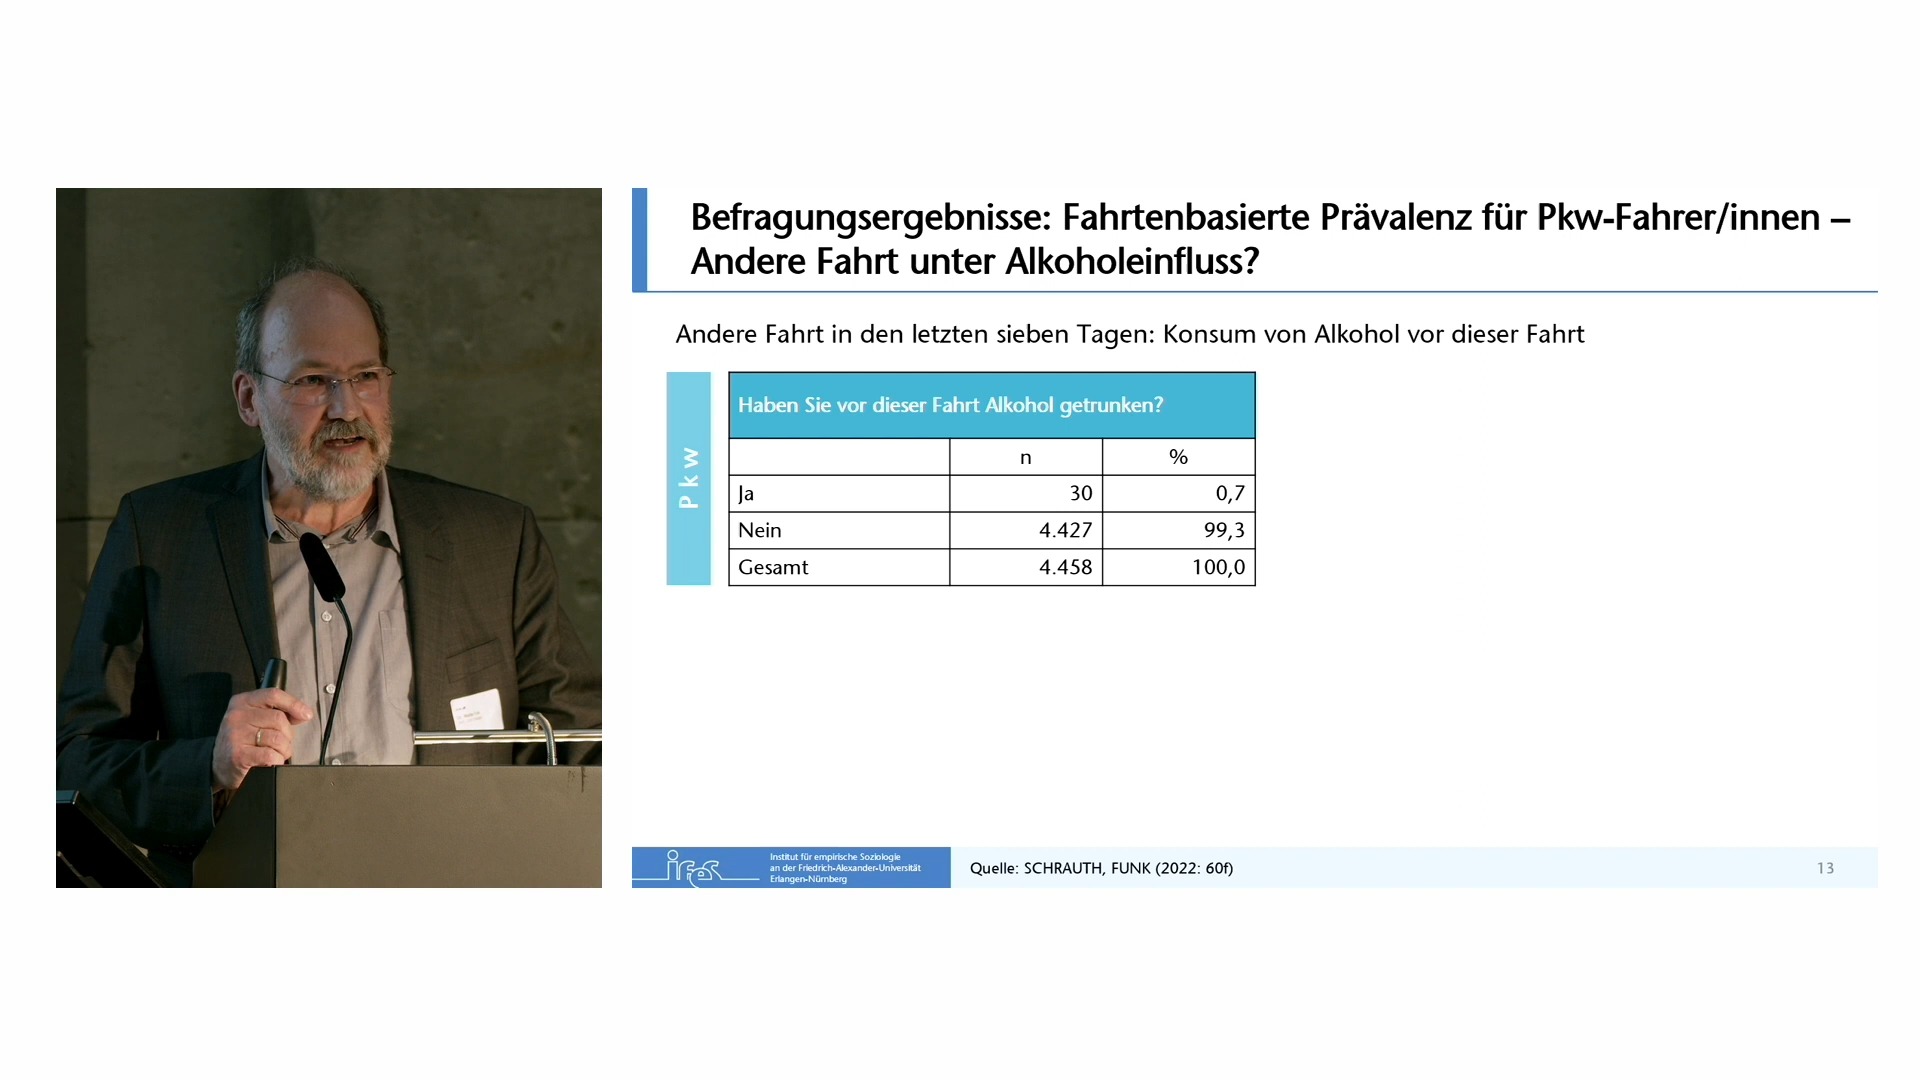 Befragungsergebnisse: Fahrtenbasierte Prävalenz für Pkw-Fahrer/innen –
Andere Fahrt unter Alkoholeinfluss?
Andere Fahrt in den letzten sieben Tagen: Konsum von Alkohol vor dieser Fahrt
Pkw
Haben Sie vor dieser Fahrt Alkohol getrunken?
n %
Ja 30 0,7
Nein 4.427 99,3
Gesamt 4.458 100,0
ifes
Institut für empirische Soziologie
an der Friedrich-Alexander-Universität
Erlangen-Nürnberg
Quelle: SCHRAUTH, FUNK (2022: 60f)
13